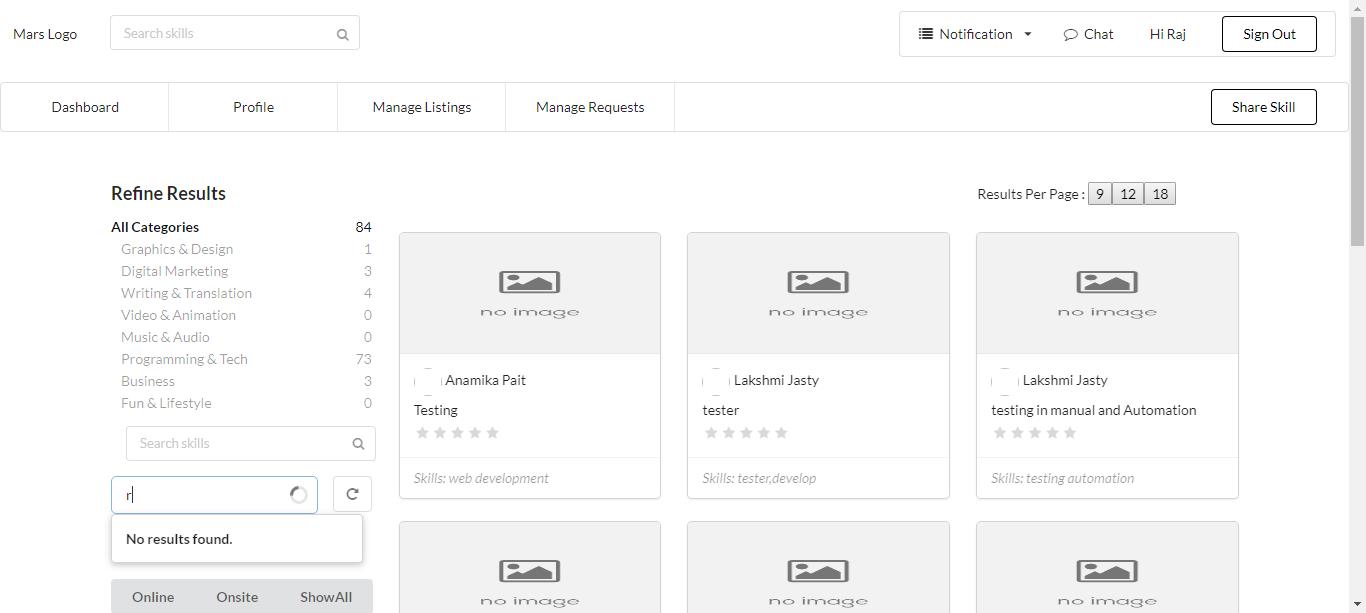 Mars Logo
Search skills
Notification
Chat
Hi Raj
Sign Out
Dashboard
Profile
Manage Listings
Manage Requests
Share Skill
Refine Results
Results Per Page : 9 12 18
All Categories 84
Graphics & Design 1
Digital Marketing 3
Writing & Translation 4
Video & Animation 0
Music & Audio 0
Programming & Tech 73
Business 3
Fun & Lifestyle 0
Search skills
r
No results found.
Online
Onsite
ShowAll
no image
Anamika Pait
Testing
Skills: web development
no image
Lakshmi Jasty
tester
Skills: tester,develop
no image
Lakshmi Jasty
testing in manual and Automation
Skills: testing automation
no image
no image
no image